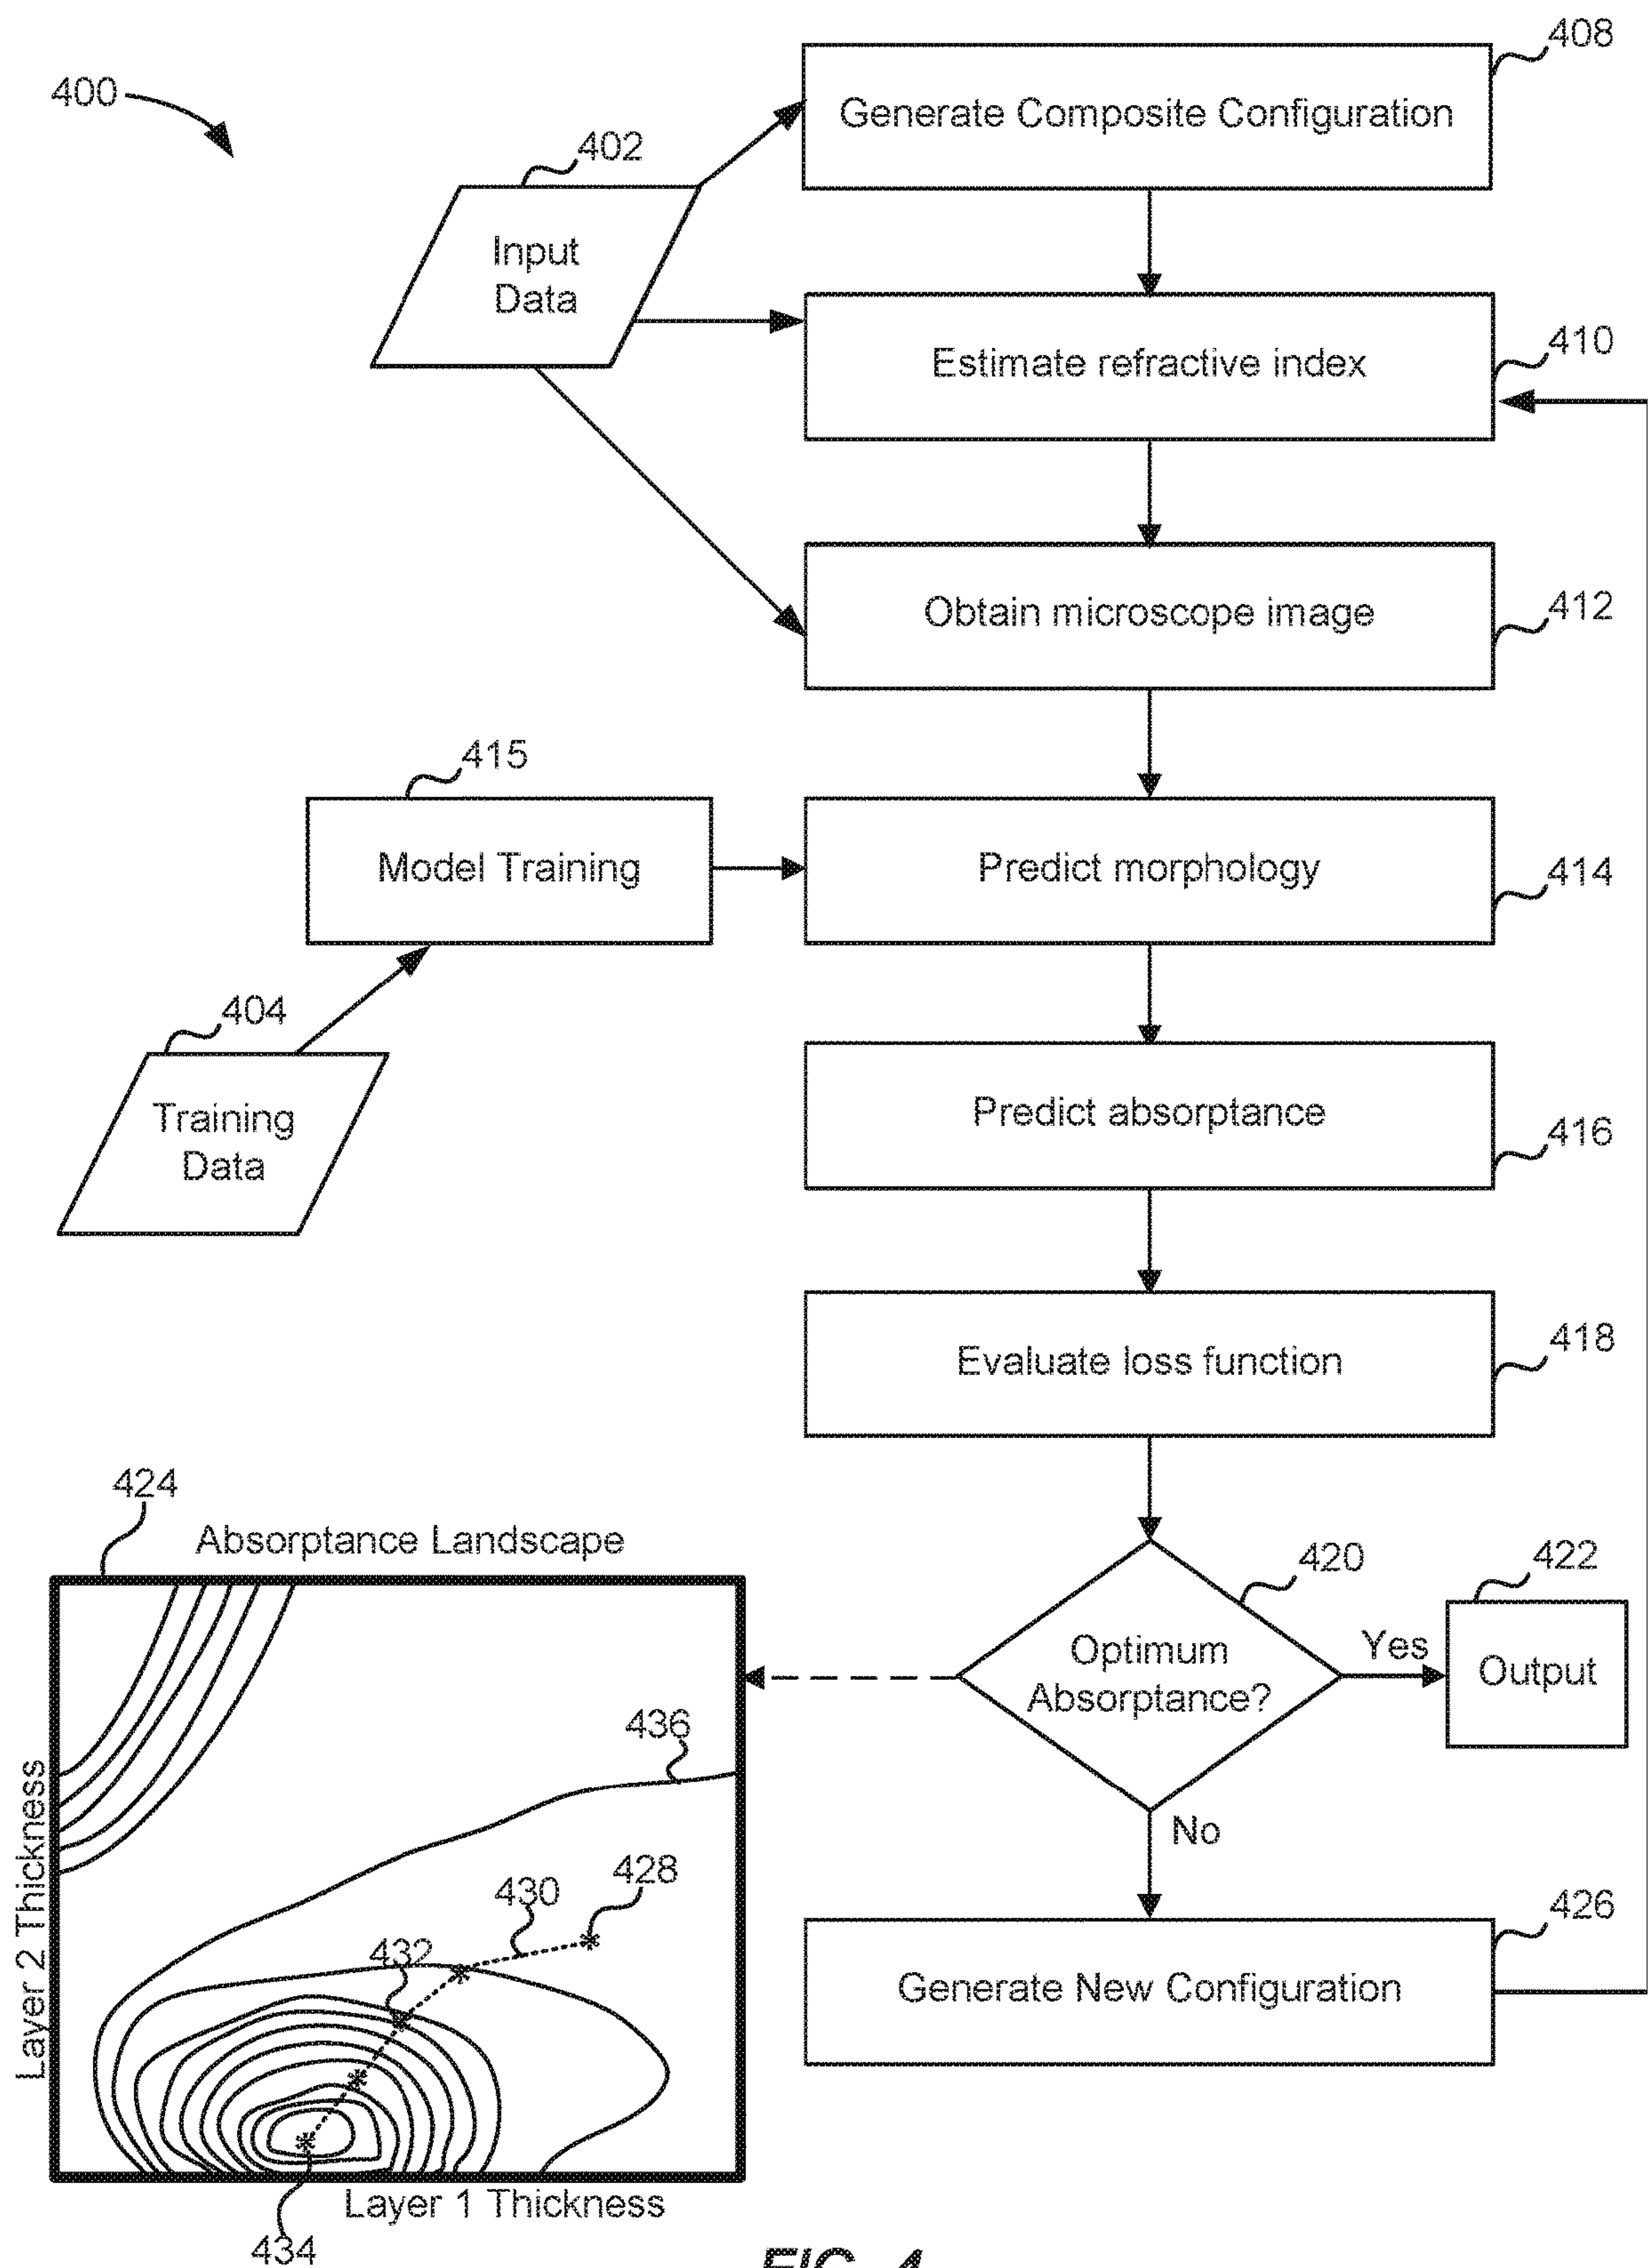 400
408
Generate Composite Configuration
402
Input
Data
410
Estimate refractive index
412
Obtain microscope image
415
Model Training
414
Predict morphology
404
Training
Data
416
Predict absorptance
418
Evaluate loss function
424
Absorptance Landscape
420
Optimum
Absorptance?
Yes
422
Output
No
436
428
430
432
Layer 2 Thickness
426
Generate New Configuration
Layer 1 Thickness
434
FIG. 4